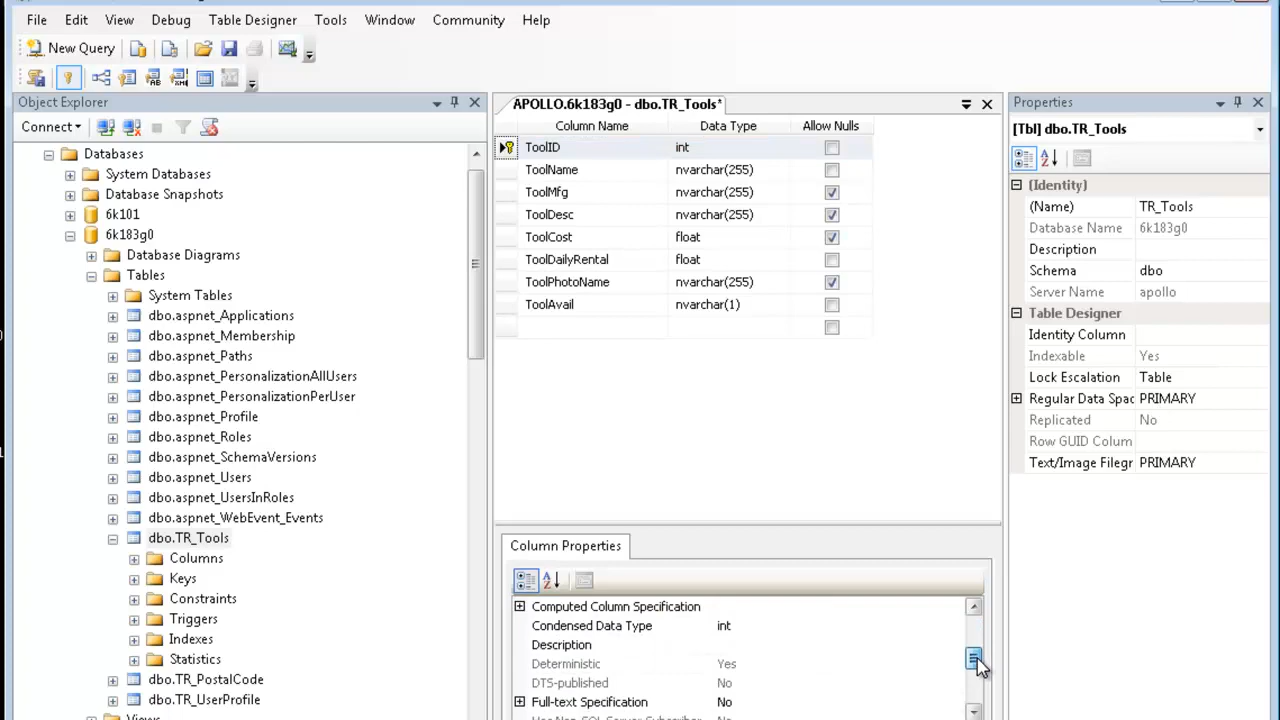 File Edit View Debug Table Designer Tools Window Community Help
New Query
Object Explorer
Connect
Databases
System Databases
Database Snapshots
6k101
6k183g0
Database Diagrams
Tables
System Tables
dbo.aspnet_Applications
dbo.aspnet_Membership
dbo.aspnet_Paths
dbo.aspnet_PersonalizationAllUsers
dbo.aspnet_PersonalizationPerUser
dbo.aspnet_Profile
dbo.aspnet_Roles
dbo.aspnet_SchemaVersions
dbo.aspnet_Users
dbo.aspnet_UsersInRoles
dbo.aspnet_WebEvent_Events
dbo.TR_Tools
Columns
Keys
Constraints
Triggers
Indexes
Statistics
dbo.TR_PostalCode
dbo.TR_UserProfile
Views
APOLLO.6k183g0 - dbo.TR_Tools*
Column Name Data Type Allow Nulls
ToolID int
ToolName nvarchar(255)
ToolMfg nvarchar(255)
ToolDesc nvarchar(255)
ToolCost float
ToolDailyRental float
ToolPhotoName nvarchar(255)
ToolAvail nvarchar(1)
Column Properties
Computed Column Specification
Condensed Data Type int
Description
Deterministic Yes
DTS-published No
Full-text Specification No
Has Non-SQL Server Subscriber No
Properties
[Tbl] dbo.TR_Tools
(Identity)
(Name) TR_Tools
Database Name 6k183g0
Description
Schema dbo
Server Name apollo
Table Designer
Identity Column
Indexable Yes
Lock Escalation Table
Regular Data Spac PRIMARY
Replicated No
Row GUID Colum
Text/Image Filegr PRIMARY